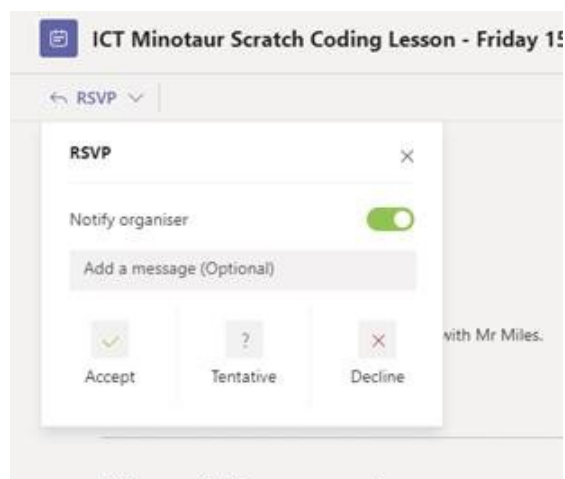 ICT Minotaur Scratch Coding Lesson - Friday 15
RSVP
RSVP
Notify organiser
Add a message (Optional)
with Mr Miles.
?
Accept Tentative Decline